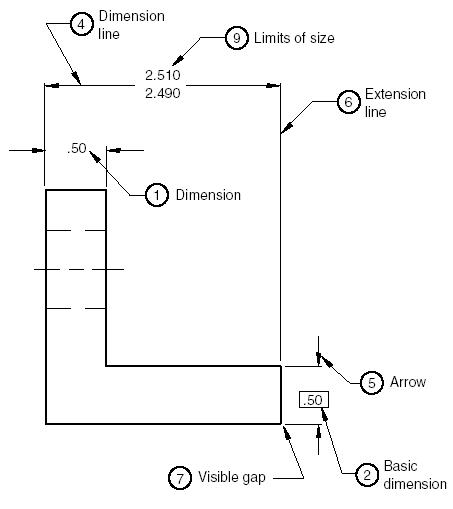 4 Dimension
line
9 Limits of size
2.510
2.490
6 Extension
line
.50
1 Dimension
5 Arrow
.50
7 Visible gap
2 Basic
dimension